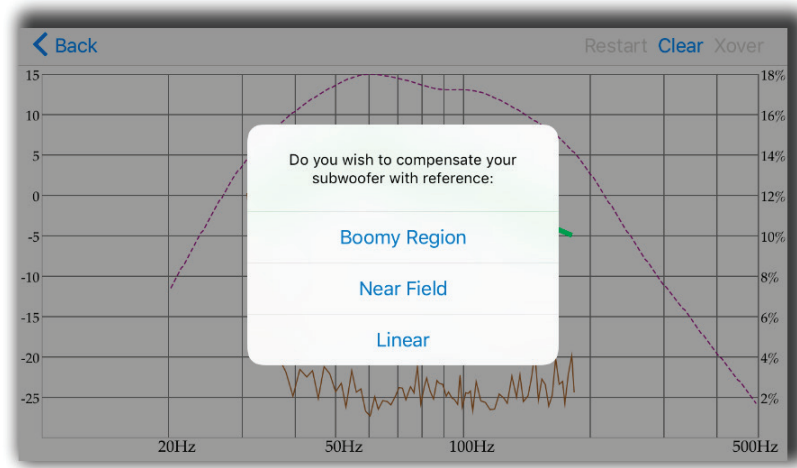 Back
Restart Clear Xover
15 18%
10 16%
5 14%
0 12%
-5 10%
-10 8%
-15 6%
-20 4%
-25 2%
Do you wish to compensate your
subwoofer with reference:
Boomy Region
Near Field
Linear
20Hz 50Hz 100Hz 500Hz